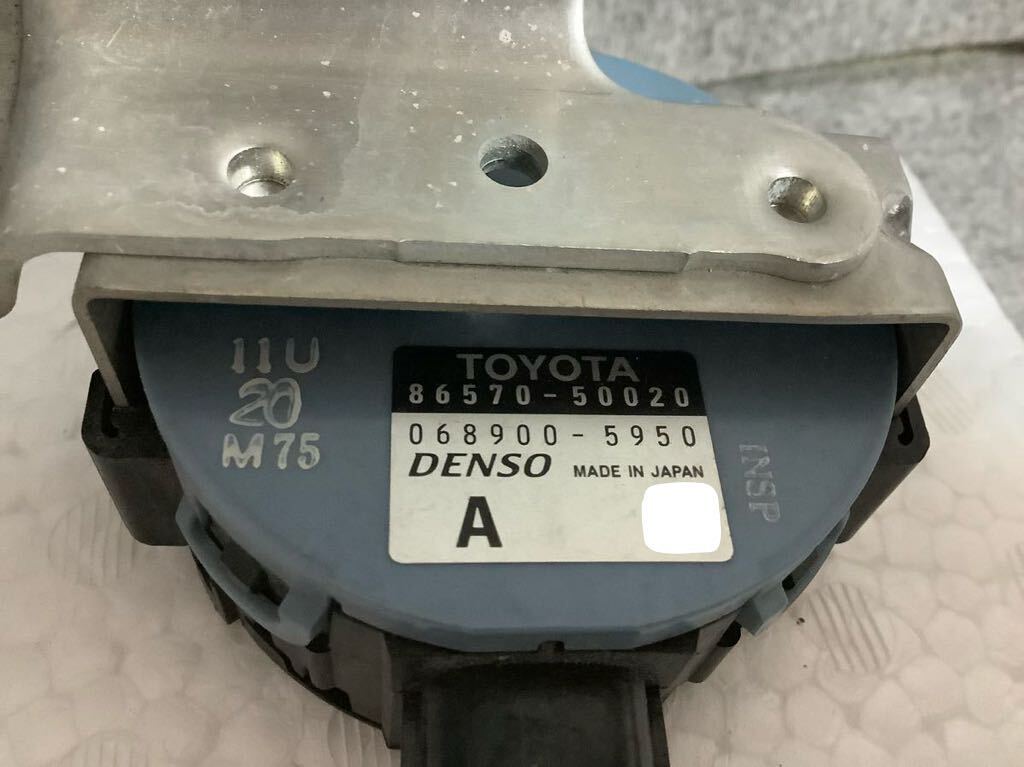 11U
20
M75
TOYOTA
86570-50020
068900-5950
DENSO MADE IN JAPAN
A
INSP